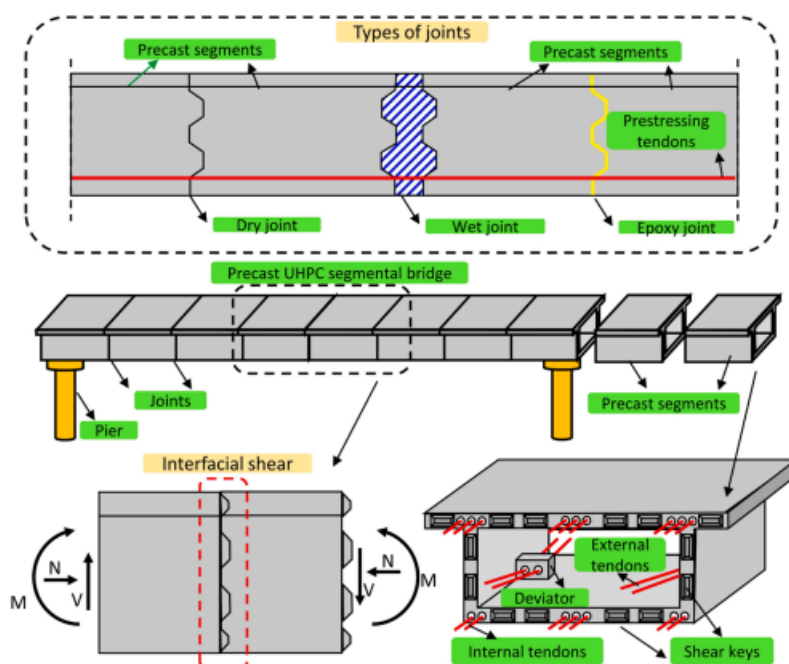 Types of joints
Precast segments
Precast segments
Prestressing
tendons
Dry joint
Wet joint
Epoxy joint
Precast UHPC segmental bridge
Joints
Precast segments
Pier
Interfacial shear
N
V
M
N
V
M
External
tendons
Deviator
Internal tendons
Shear keys